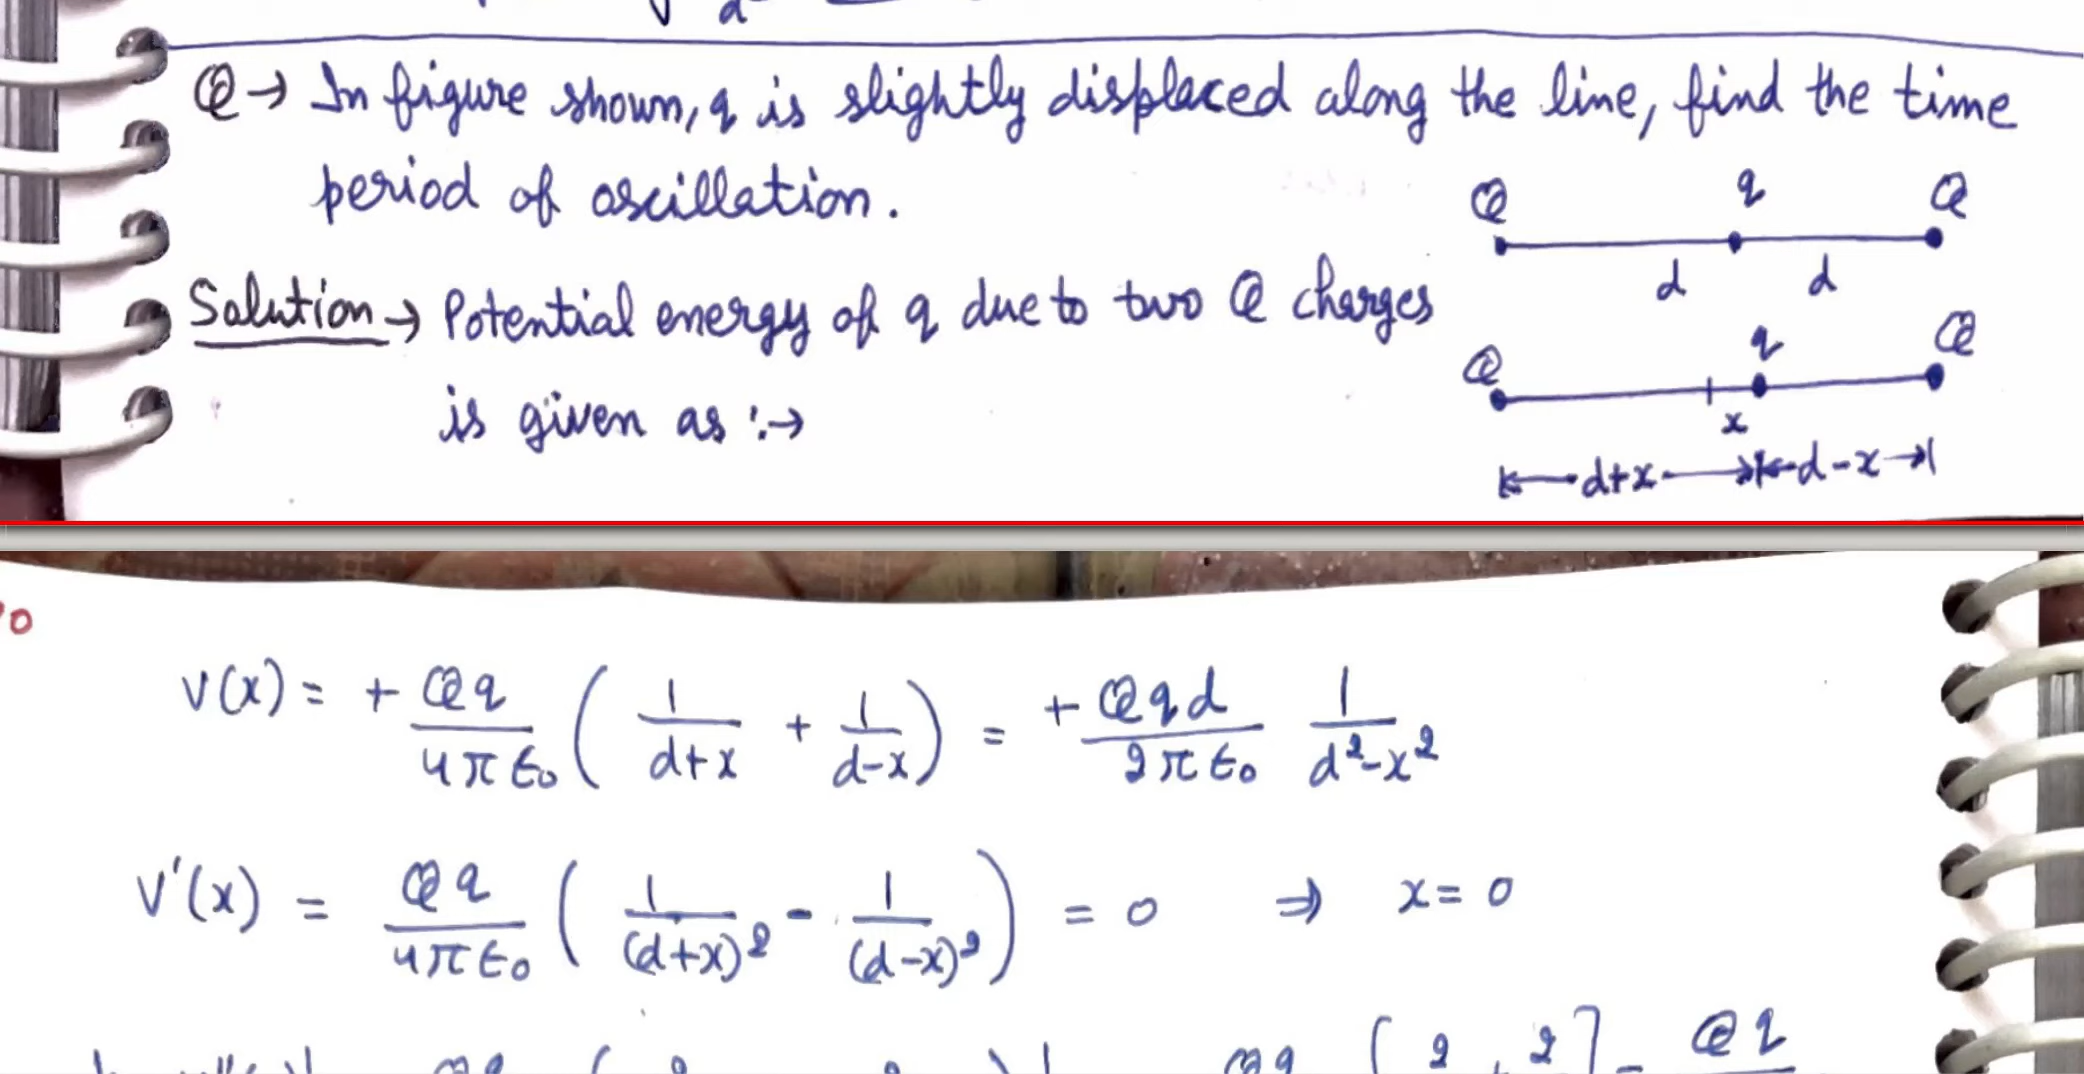 Q → In figure shown, q is slightly displaced along the line, find the time
period of oscillation.
Q q Q
d d
Solution → Potential energy of q due to two Q charges
is given as :→
Q q Q
x
d+x d-x
V(x) = + Qq/4πε₀ ( 1/d+x + 1/d-x ) = + Qqd/2πε₀ 1/d²-x²
V'(x) = Qq/4πε₀ ( 1/(d+x)² - 1/(d-x)² ) = 0 ⇒ x = 0